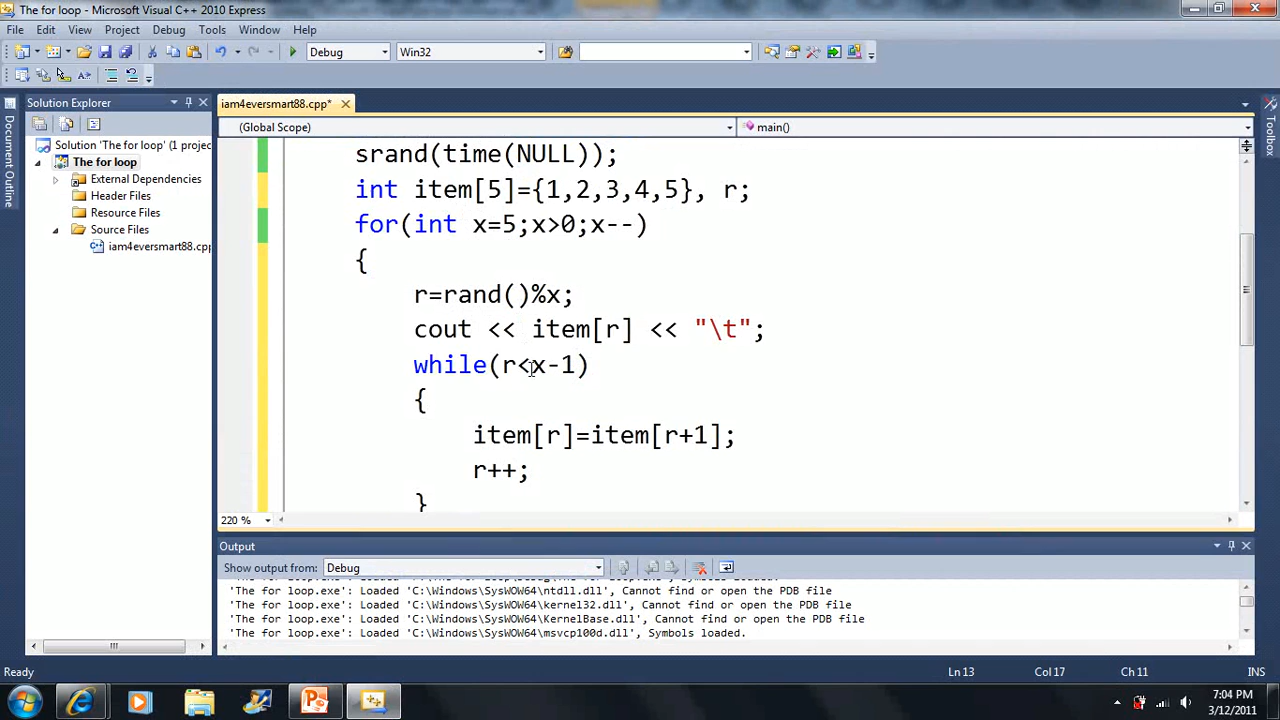 The for loop - Microsoft Visual C++ 2010 Express
File Edit View Project Debug Tools Window Help
Debug Win32
Solution Explorer
iam4eversmart88.cpp*
(Global Scope) main()
Document Outline
Toolbox
Solution 'The for loop' (1 projec
The for loop
External Dependencies
Header Files
Resource Files
Source Files
iam4eversmart88.cpp
srand(time(NULL));
int item[5]={1,2,3,4,5}, r;
for(int x=5;x>0;x--)
{
r=rand()%x;
cout << item[r] << "\t";
while(r<x-1)
{
item[r]=item[r+1];
r++;
}
220 %
Output
Show output from: Debug
'The for loop.exe': Loaded 'C:\Windows\SysWOW64\ntdll.dll', Cannot find or open the PDB file
'The for loop.exe': Loaded 'C:\Windows\SysWOW64\kernel32.dll', Cannot find or open the PDB file
'The for loop.exe': Loaded 'C:\Windows\SysWOW64\KernelBase.dll', Cannot find or open the PDB file
'The for loop.exe': Loaded 'C:\Windows\SysWOW64\msvcp100d.dll', Symbols loaded.
Ready Ln 13 Col 17 Ch 11 INS
7:04 PM
3/12/2011